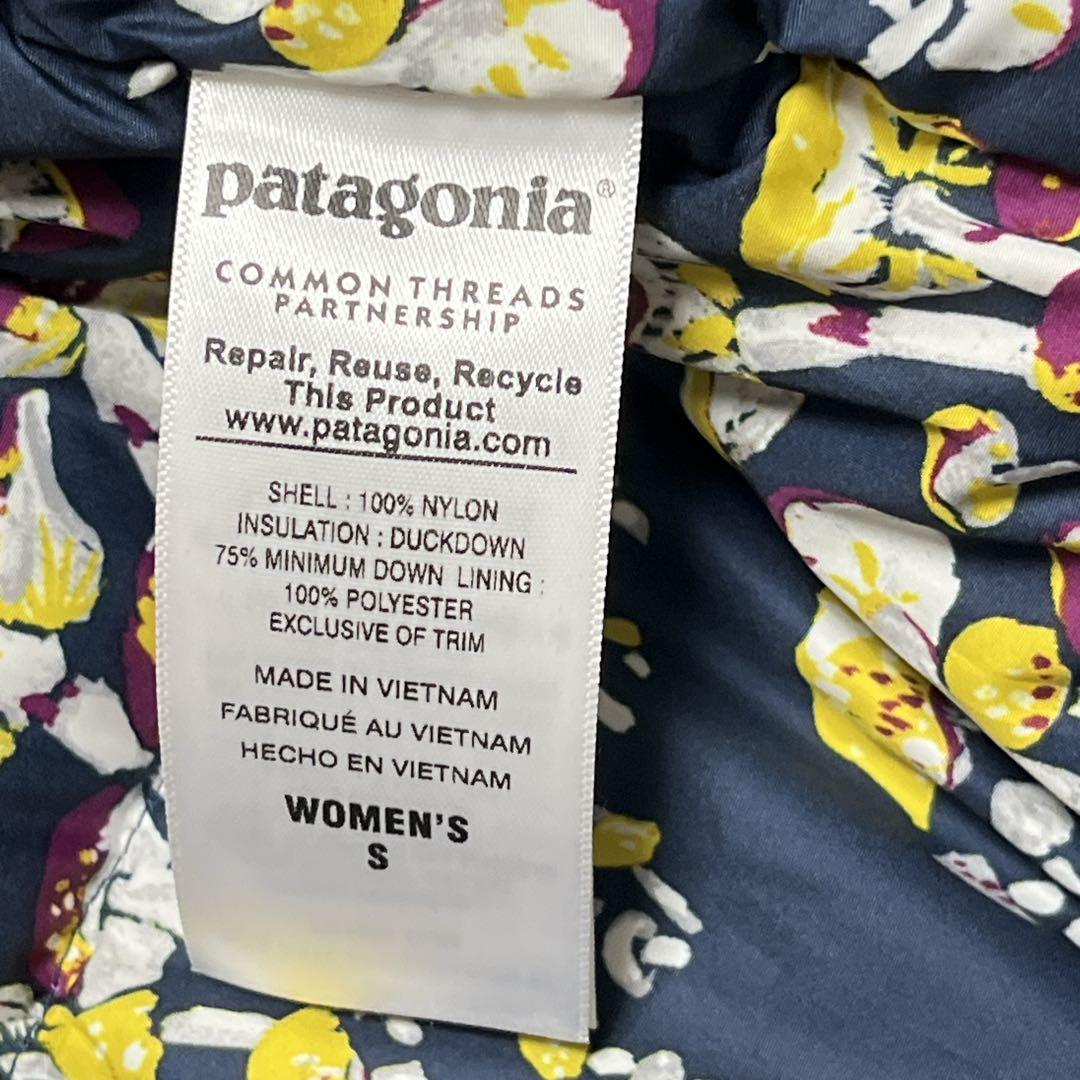 patagonia®
COMMON THREADS
PARTNERSHIP
Repair, Reuse, Recycle
This Product
www.patagonia.com
SHELL : 100% NYLON
INSULATION : DUCKDOWN
75% MINIMUM DOWN LINING :
100% POLYESTER
EXCLUSIVE OF TRIM
MADE IN VIETNAM
FABRIQUÉ AU VIETNAM
HECHO EN VIETNAM
WOMEN'S
S